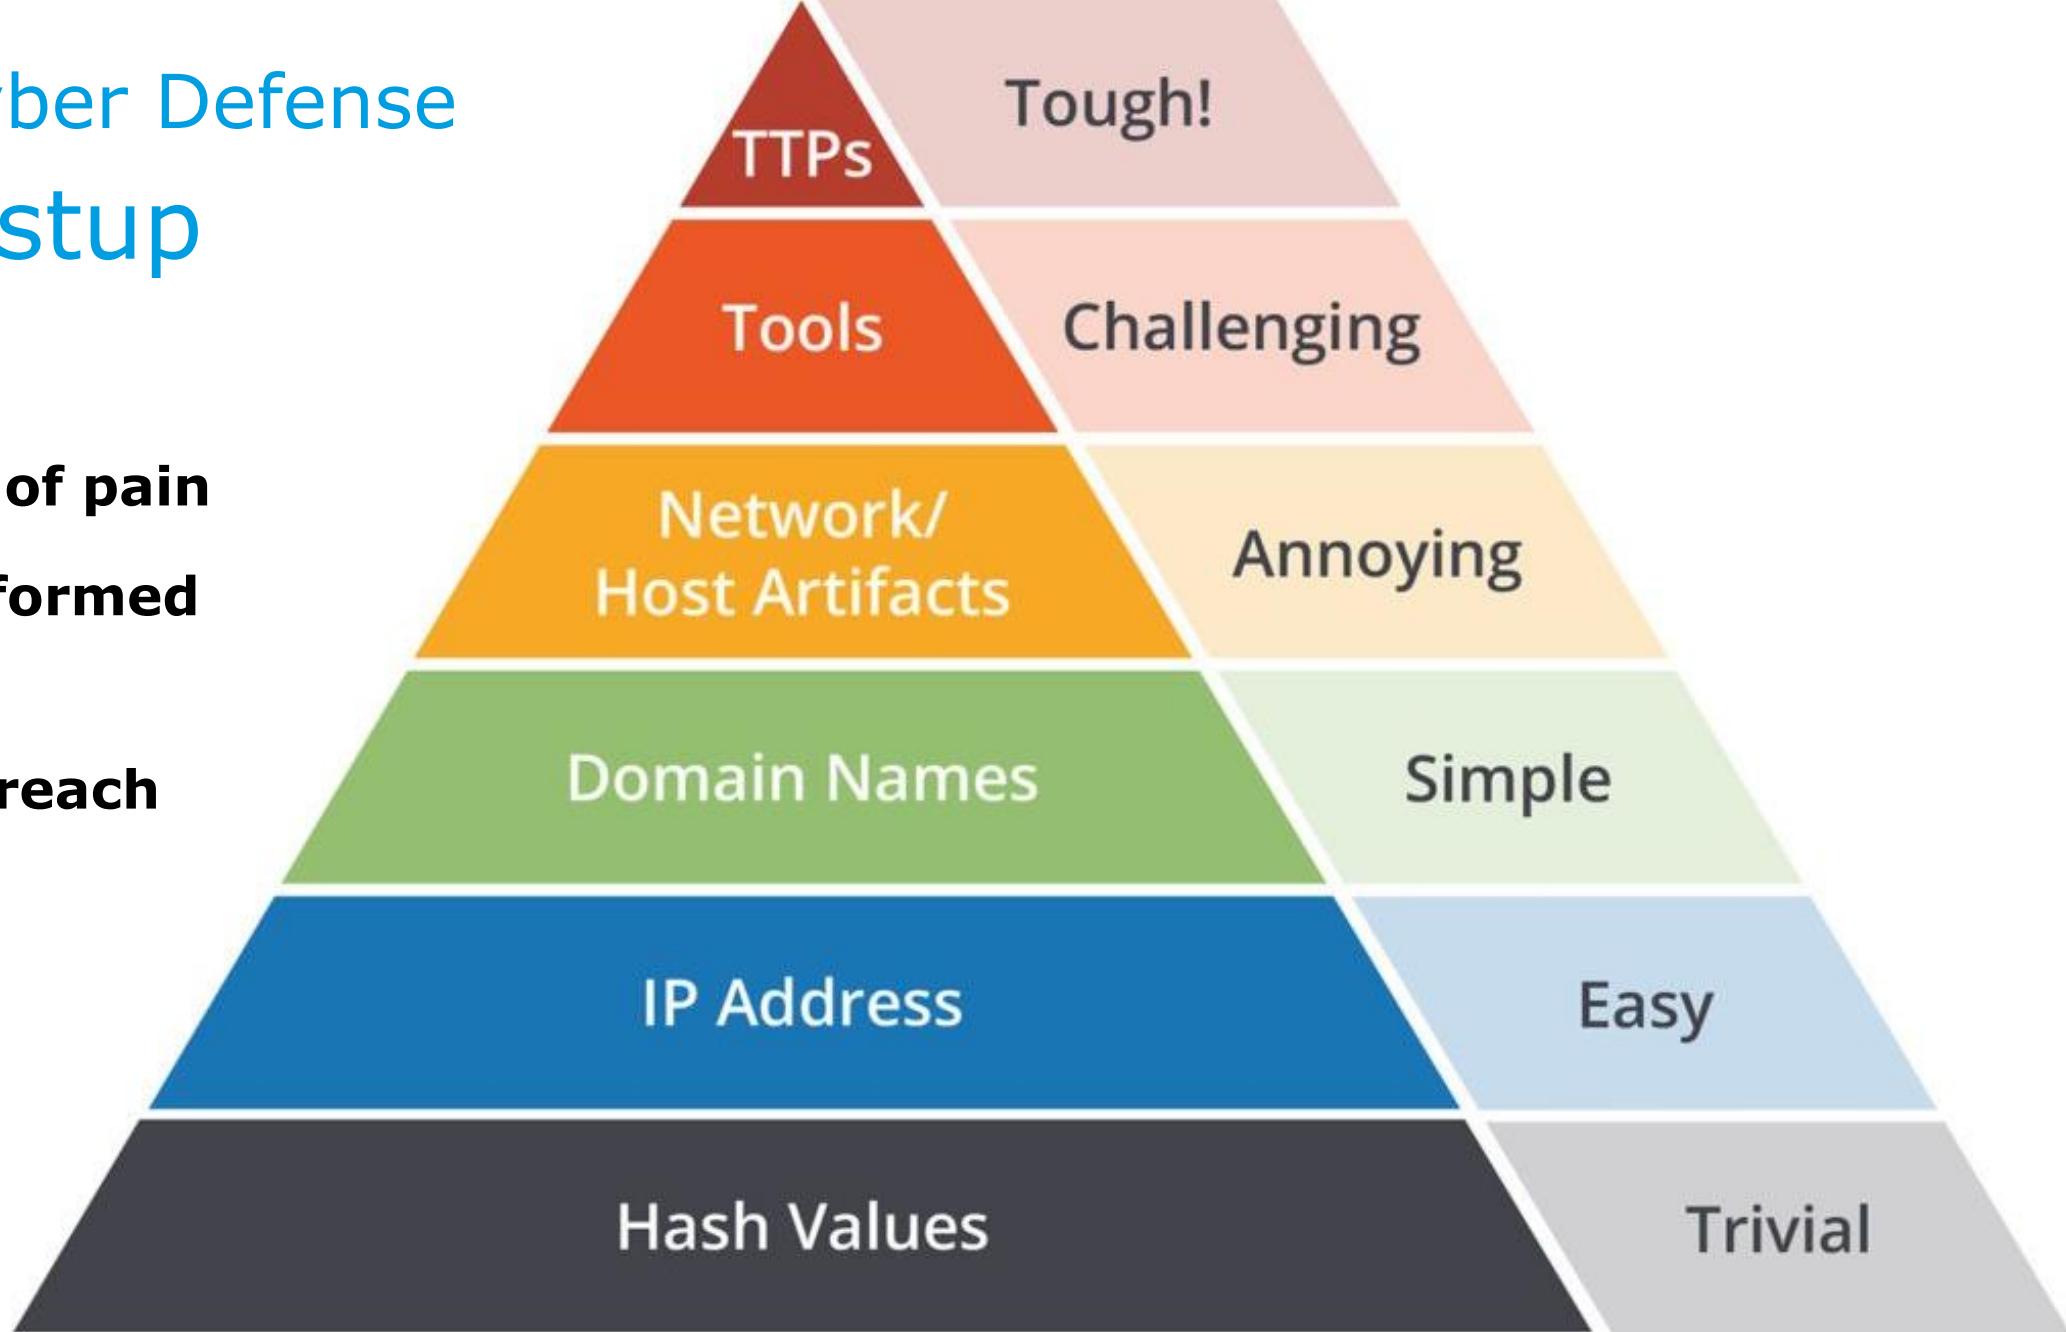 yber Defense
stup
of pain
formed
reach
TTPs
Tough!
Tools
Challenging
Network/
Host Artifacts
Annoying
Domain Names
Simple
IP Address
Easy
Hash Values
Trivial